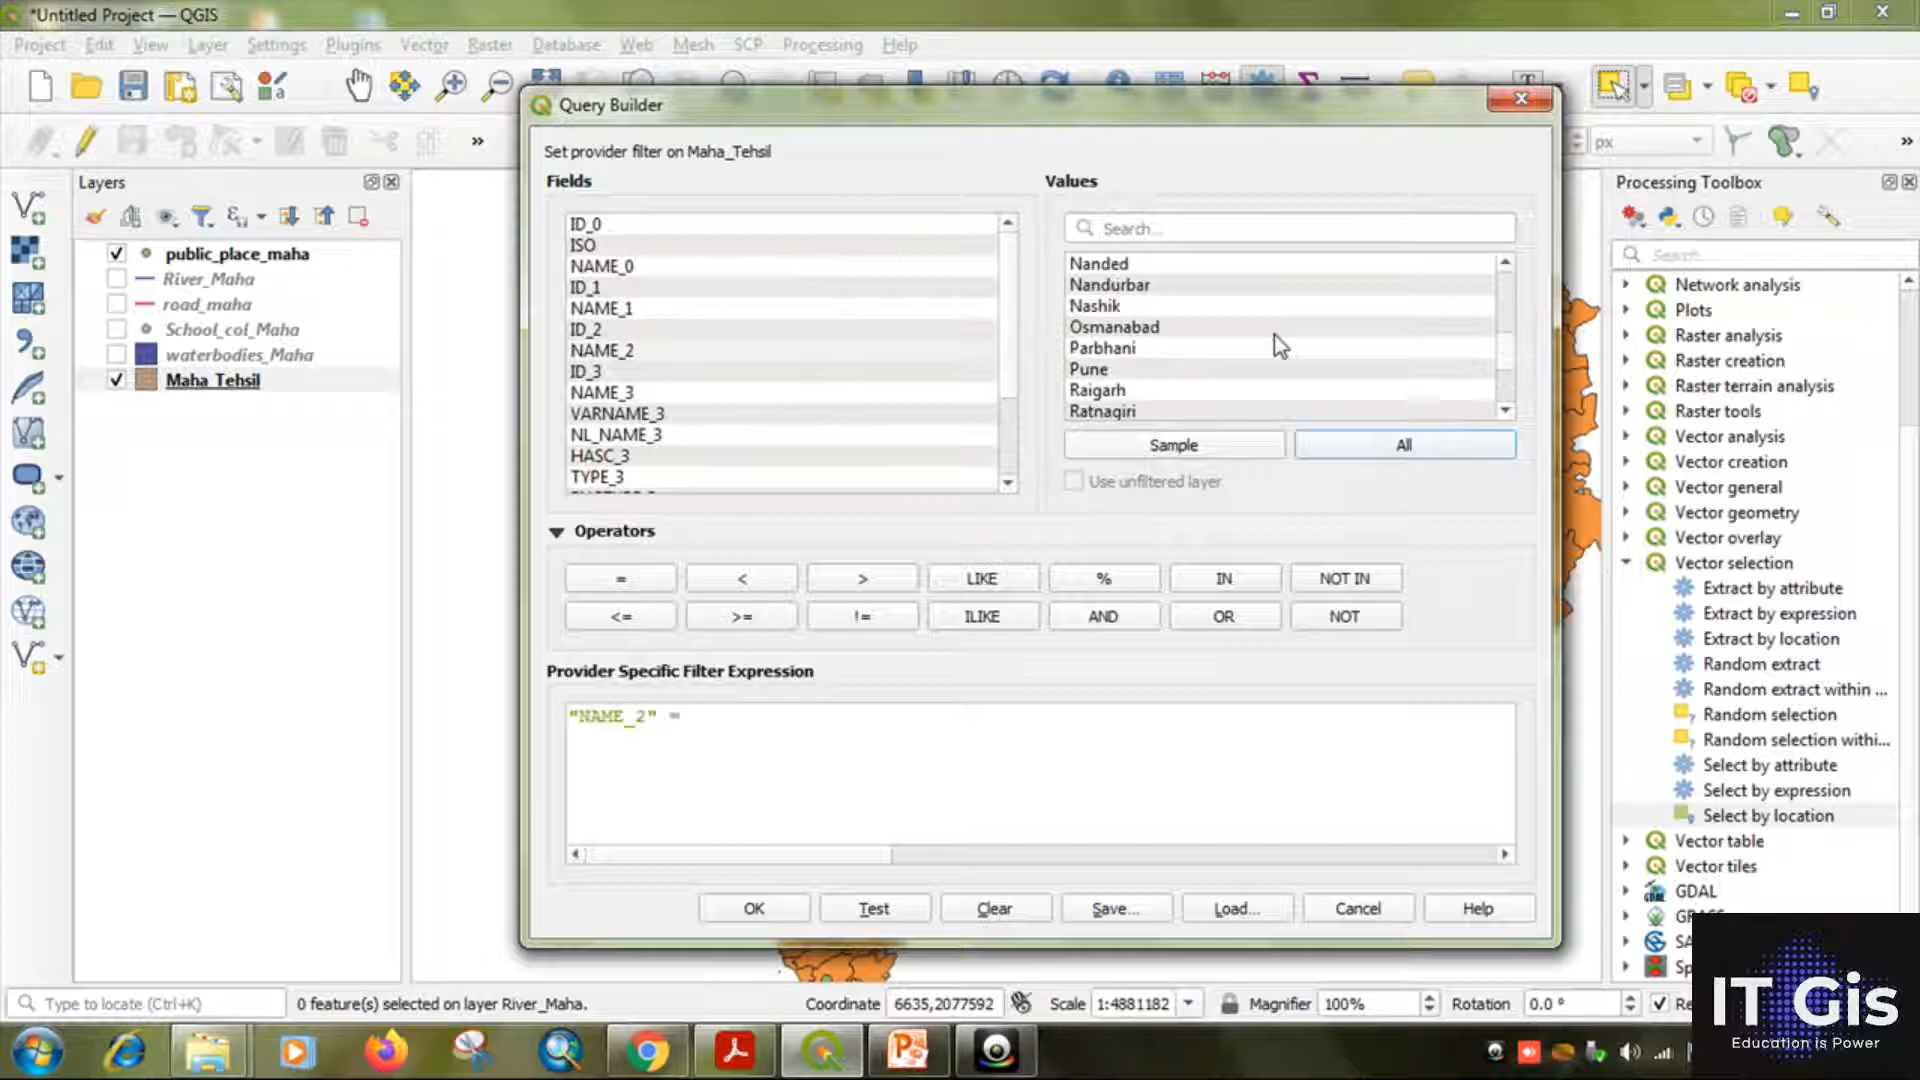 *Untitled Project — QGIS
Project Edit View Layer Settings Plugins Vector Raster Database Web Mesh SCP Processing Help
Query Builder
px
Set provider filter on Maha_Tehsil
Layers
Fields
Values
Processing Toolbox
ID_0
ISO
NAME_0
ID_1
NAME_1
ID_2
NAME_2
ID_3
NAME_3
VARNAME_3
NL_NAME_3
HASC_3
TYPE_3
Search...
Nanded
Nandurbar
Nashik
Osmanabad
Parbhani
Pune
Raigarh
Ratnagiri
Sample
All
Use unfiltered layer
public_place_maha
River_Maha
road_maha
School_col_Maha
waterbodies_Maha
Maha_Tehsil
Operators
= < > LIKE % IN NOT IN
<= >= != ILIKE AND OR NOT
Provider Specific Filter Expression
"NAME_2" =
OK Test Clear Save... Load... Cancel Help
Search...
Network analysis
Plots
Raster analysis
Raster creation
Raster terrain analysis
Raster tools
Vector analysis
Vector creation
Vector general
Vector geometry
Vector overlay
Vector selection
Extract by attribute
Extract by expression
Extract by location
Random extract
Random extract within ...
Random selection
Random selection withi...
Select by attribute
Select by expression
Select by location
Vector table
Vector tiles
GDAL
Type to locate (Ctrl+K)
0 feature(s) selected on layer River_Maha.
Coordinate 6635,2077592
Scale 1:4881182
Magnifier 100%
Rotation 0.0 °
IT Gis
Education is Power